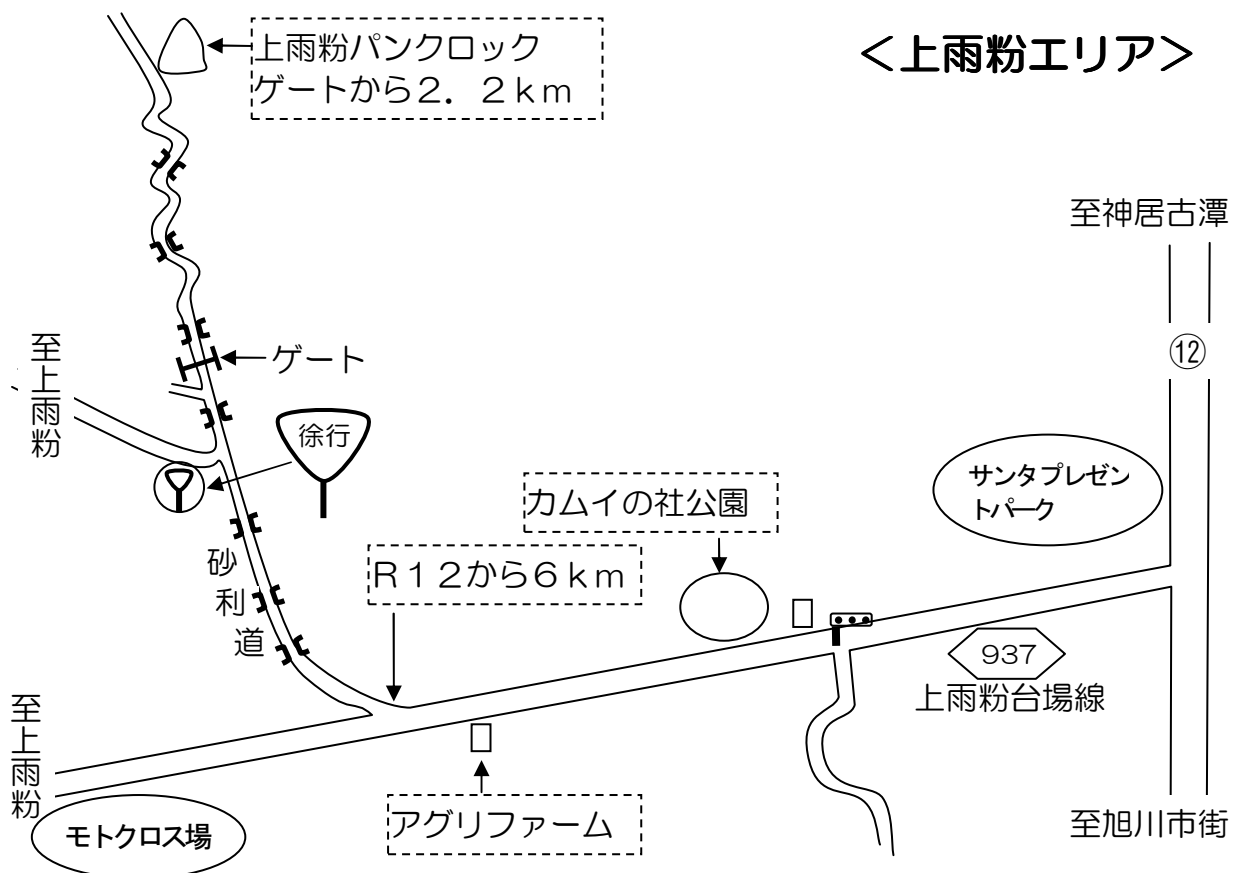 ＜上雨粉エリア＞
上雨粉パンクロック
ゲートから２．２ｋｍ
至神居古潭
⑫
ゲート
至上雨粉
徐行
サンタプレゼン
トパーク
カムイの社公園
Ｒ１２から６ｋｍ
砂利道
937
上雨粉台場線
至上雨粉
アグリファーム
モトクロス場
至旭川市街